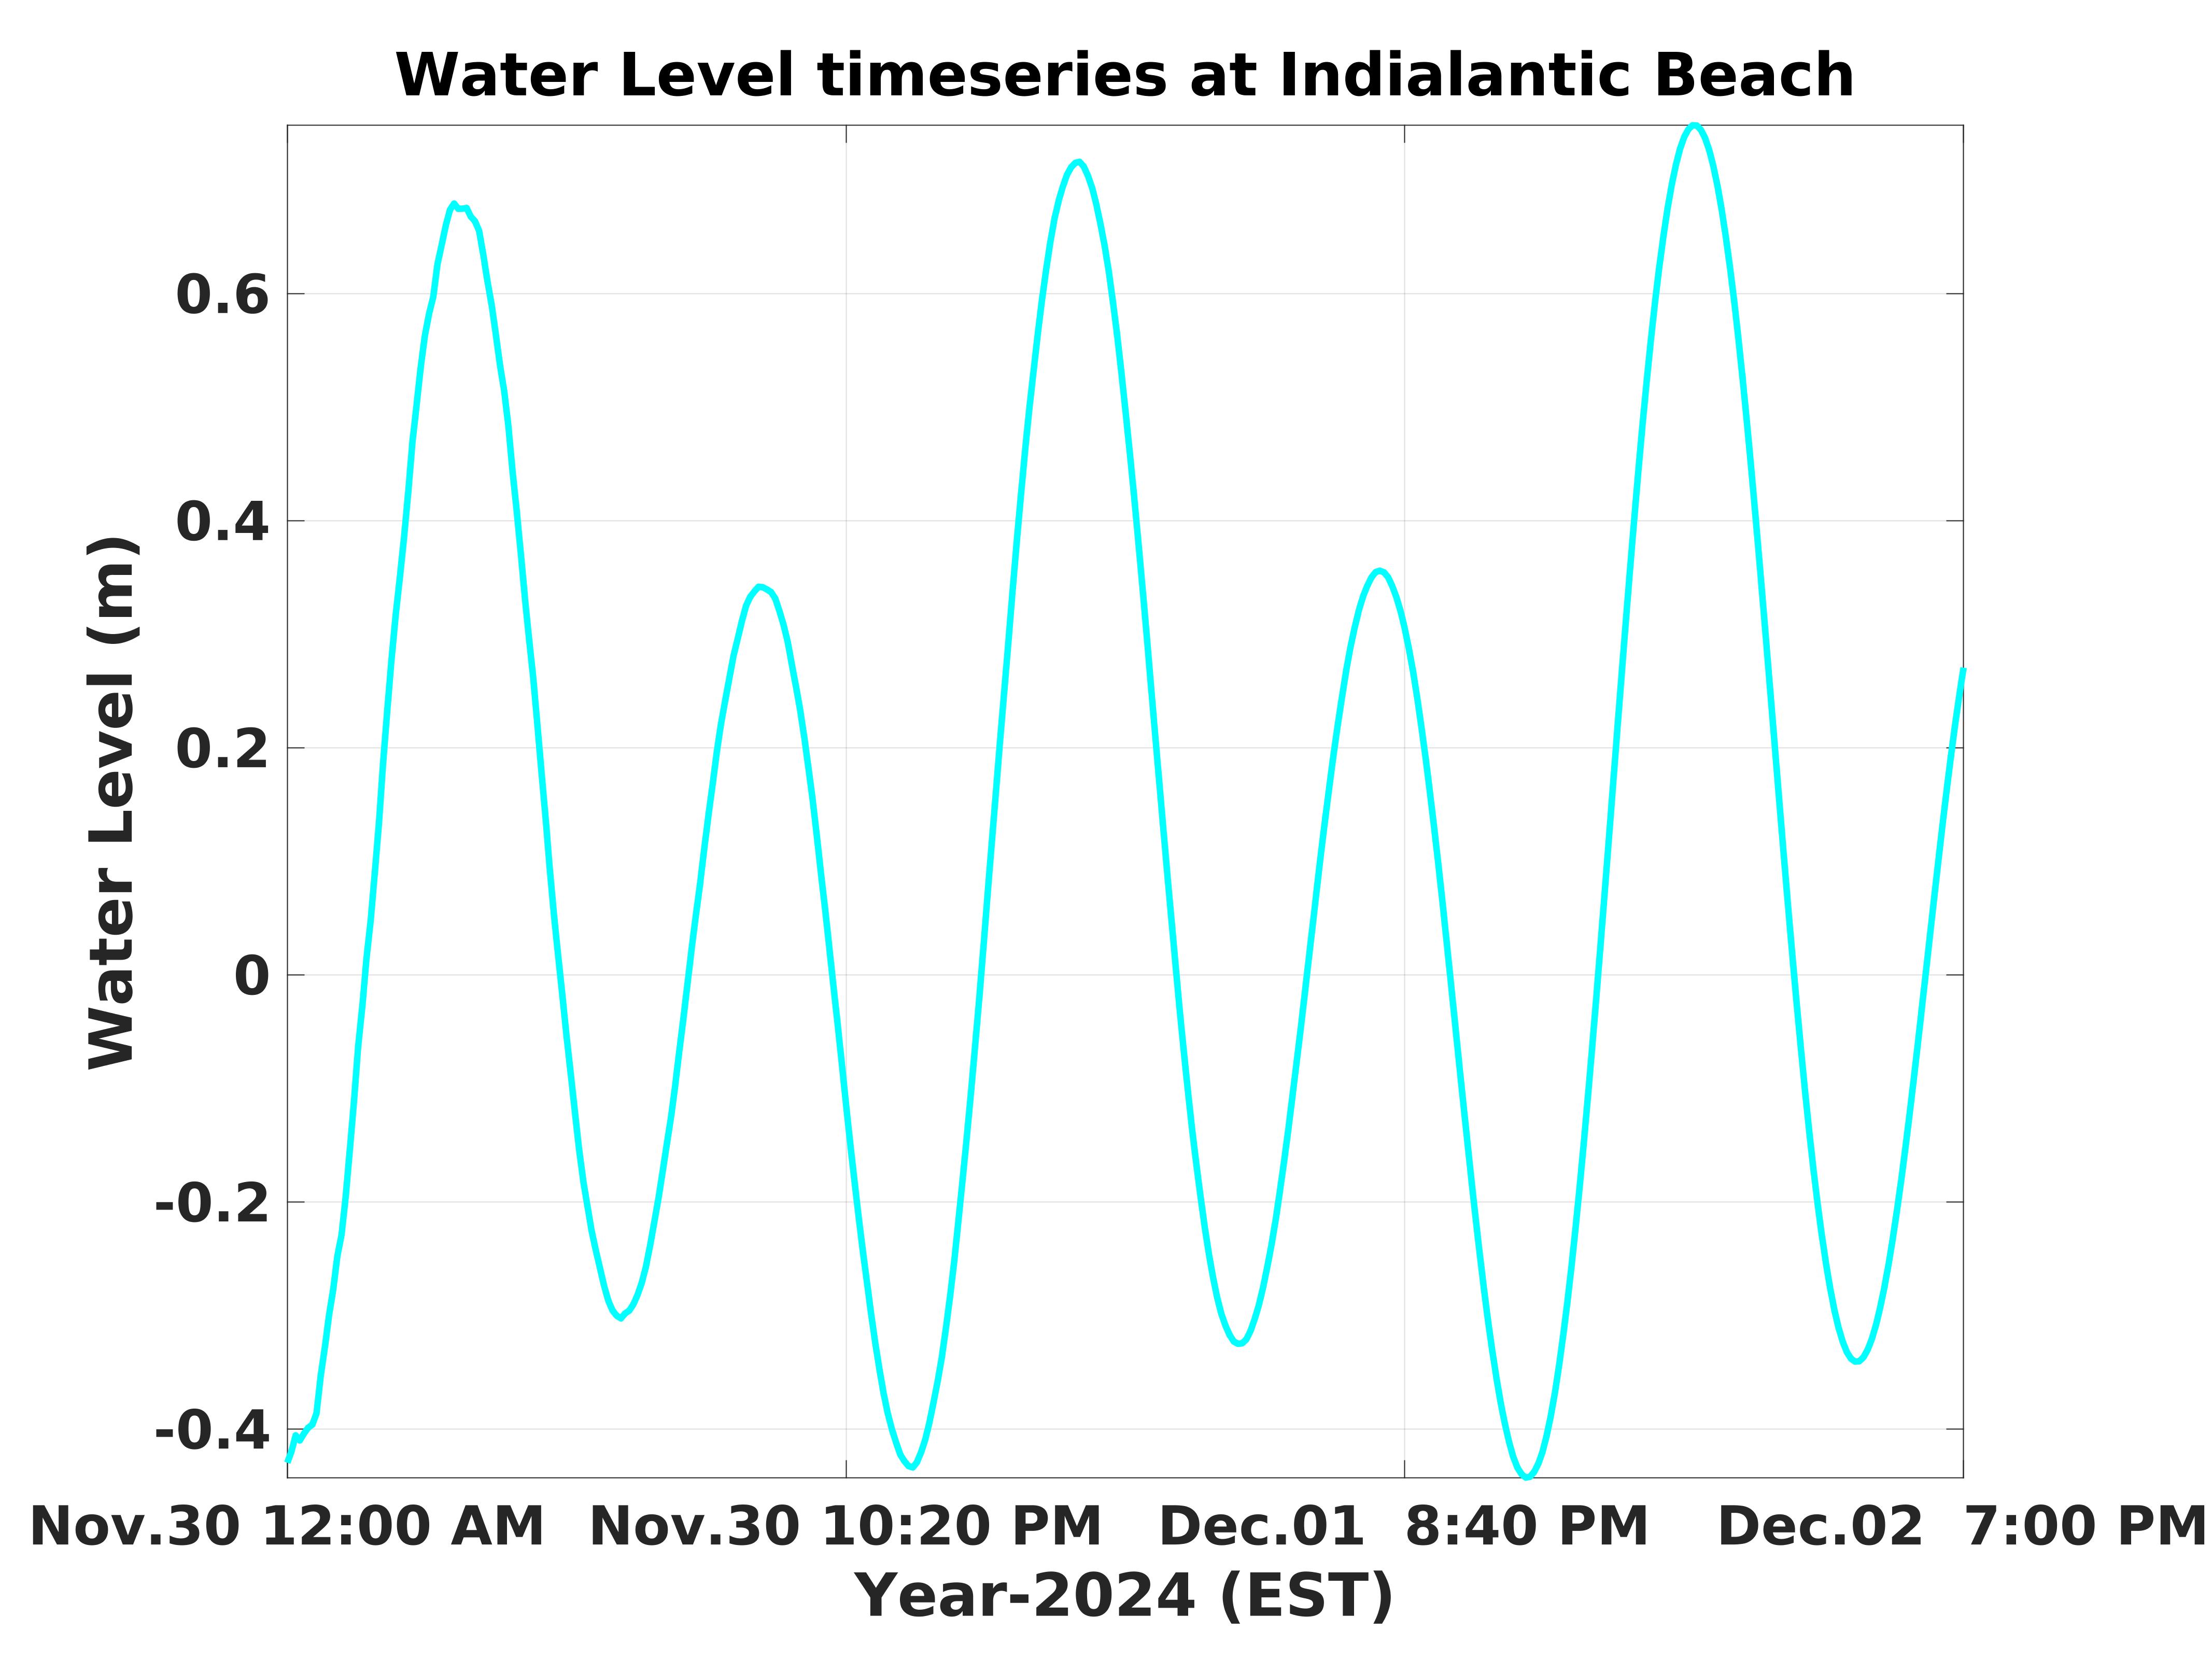 Water Level timeseries at Indialantic Beach
Water Level (m)
0.6
0.4
0.2
0
-0.2
-0.4
Nov.30 12:00 AM Nov.30 10:20 PM Dec.01 8:40 PM Dec.02 7:00 PM
Year-2024 (EST)